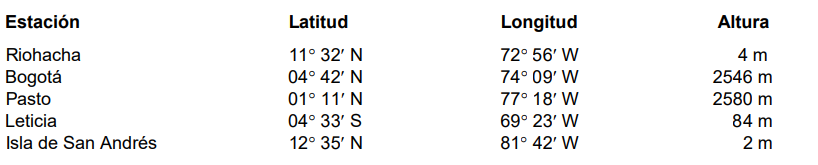 Estación Latitud Longitud Altura
Riohacha 11° 32′ N 72° 56′ W 4 m
Bogotá 04° 42′ N 74° 09′ W 2546 m
Pasto 01° 11′ N 77° 18′ W 2580 m
Leticia 04° 33′ S 69° 23′ W 84 m
Isla de San Andrés 12° 35′ N 81° 42′ W 2 m